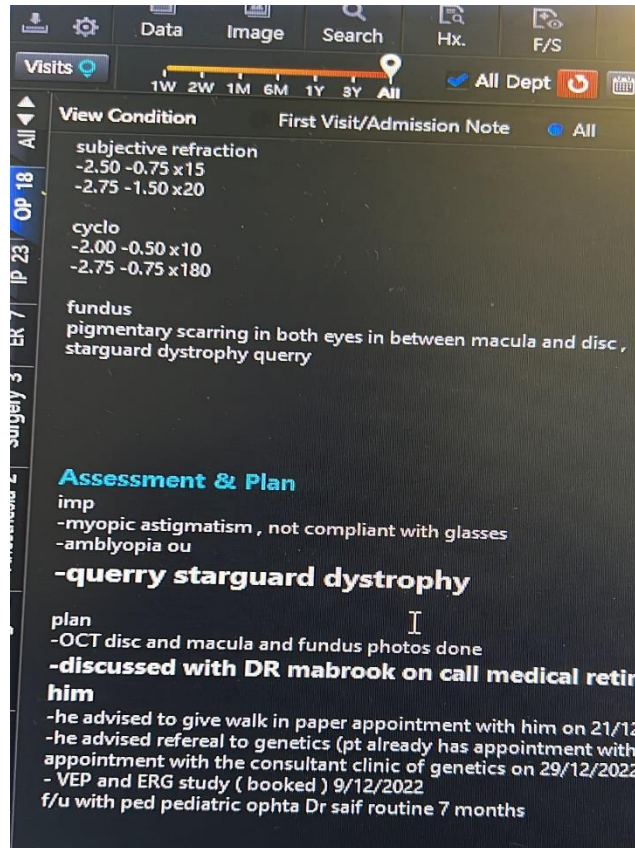 Data Image Search Hx. F/S
Visits
1W 2W 1M 6M 1Y 3Y All
All Dept
All
View Condition First Visit/Admission Note All
OP 18
IP 23
ER 7
Surgery 3
subjective refraction
-2.50 -0.75 x15
-2.75 -1.50 x20
cyclo
-2.00 -0.50 x10
-2.75 -0.75 x180
fundus
pigmentary scarring in both eyes in between macula and disc ,
starguard dystrophy querry
Assessment & Plan
imp
-myopic astigmatism , not compliant with glasses
-amblyopia ou
-querry starguard dystrophy
plan
-OCT disc and macula and fundus photos done
-discussed with DR mabrook on call medical retin
him
-he advised to give walk in paper appointment with him on 21/12
-he advised refereal to genetics (pt already has appointment with
appointment with the consultant clinic of genetics on 29/12/2022
- VEP and ERG study ( booked ) 9/12/2022
f/u with ped pediatric ophta Dr saif routine 7 months